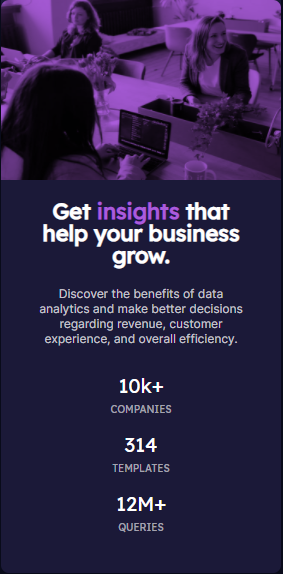 Get insights that
help your business
grow.
Discover the benefits of data
analytics and make better decisions
regarding revenue, customer
experience, and overall efficiency.
10k+
COMPANIES
314
TEMPLATES
12M+
QUERIES